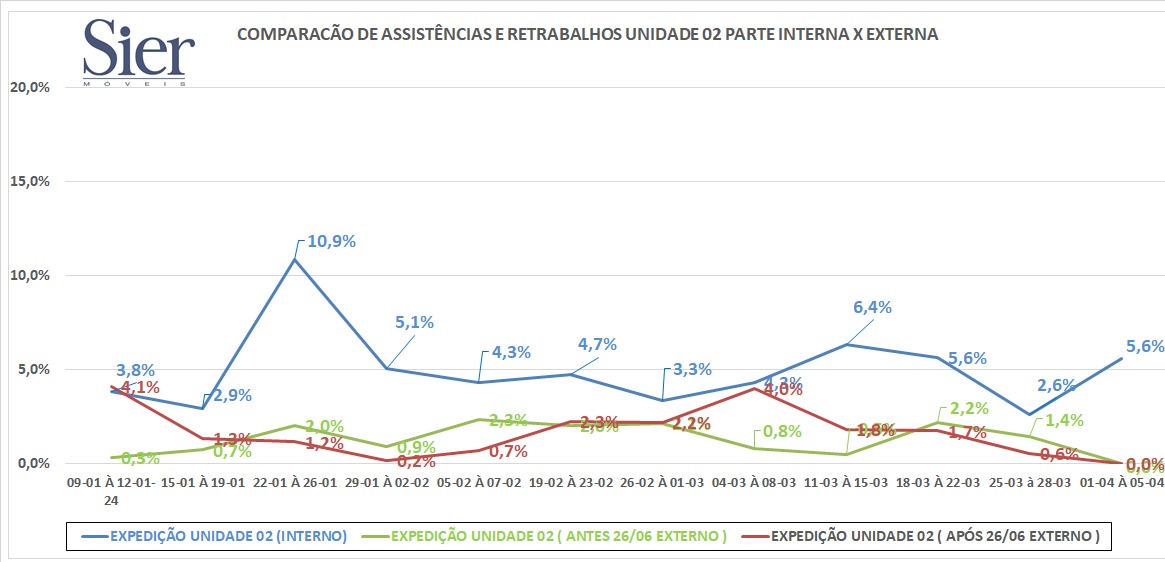 Sier
MOVEIS
COMPARACÃO DE ASSISTÊNCIAS E RETRABALHOS UNIDADE 02 PARTE INTERNA X EXTERNA
20,0%
15,0%
10,0%
5,0%
0,0%
10,9%
6,4%
5,1%
4,7%
4,3%
5,6%
3,8%
3,3%
4,3%
5,6%
4,1%
2,9%
4,0%
2,6%
2,0%
2,3%
2,3%
2,2%
2,2%
1,4%
1,3%
1,2%
0,8%
1,8%
1,7%
0,3%
0,7%
0,9%
0,2%
0,7%
0,6%
0,0%
09-01 À 12-01-24
15-01 À 19-01
22-01 À 26-01
29-01 À 02-02
05-02 À 07-02
19-02 À 23-02
26-02 À 01-03
04-03 À 08-03
11-03 À 15-03
18-03 À 22-03
25-03 à 28-03
01-04 À 05-04
EXPEDIÇÃO UNIDADE 02 (INTERNO)
EXPEDIÇÃO UNIDADE 02 ( ANTES 26/06 EXTERNO )
EXPEDIÇÃO UNIDADE 02 ( APÓS 26/06 EXTERNO )